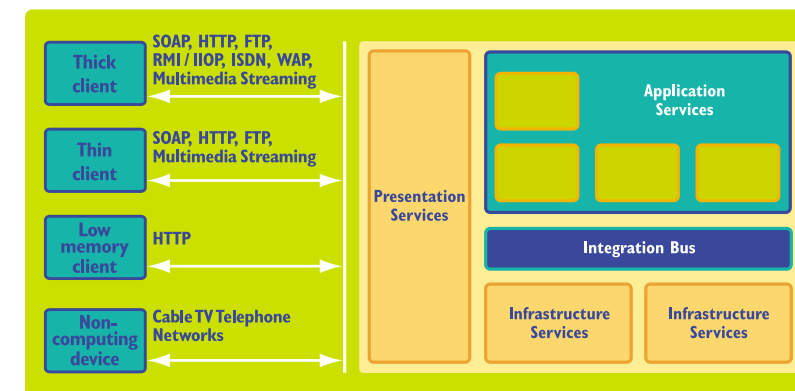 Thick
client
SOAP, HTTP, FTP,
RMI / IIOP, ISDN, WAP,
Multimedia Streaming
Thin
client
SOAP, HTTP, FTP,
Multimedia Streaming
Low
memory
client
HTTP
Non-
computing
device
Cable TV Telephone
Networks
Presentation
Services
Application
Services
Integration Bus
Infrastructure
Services
Infrastructure
Services